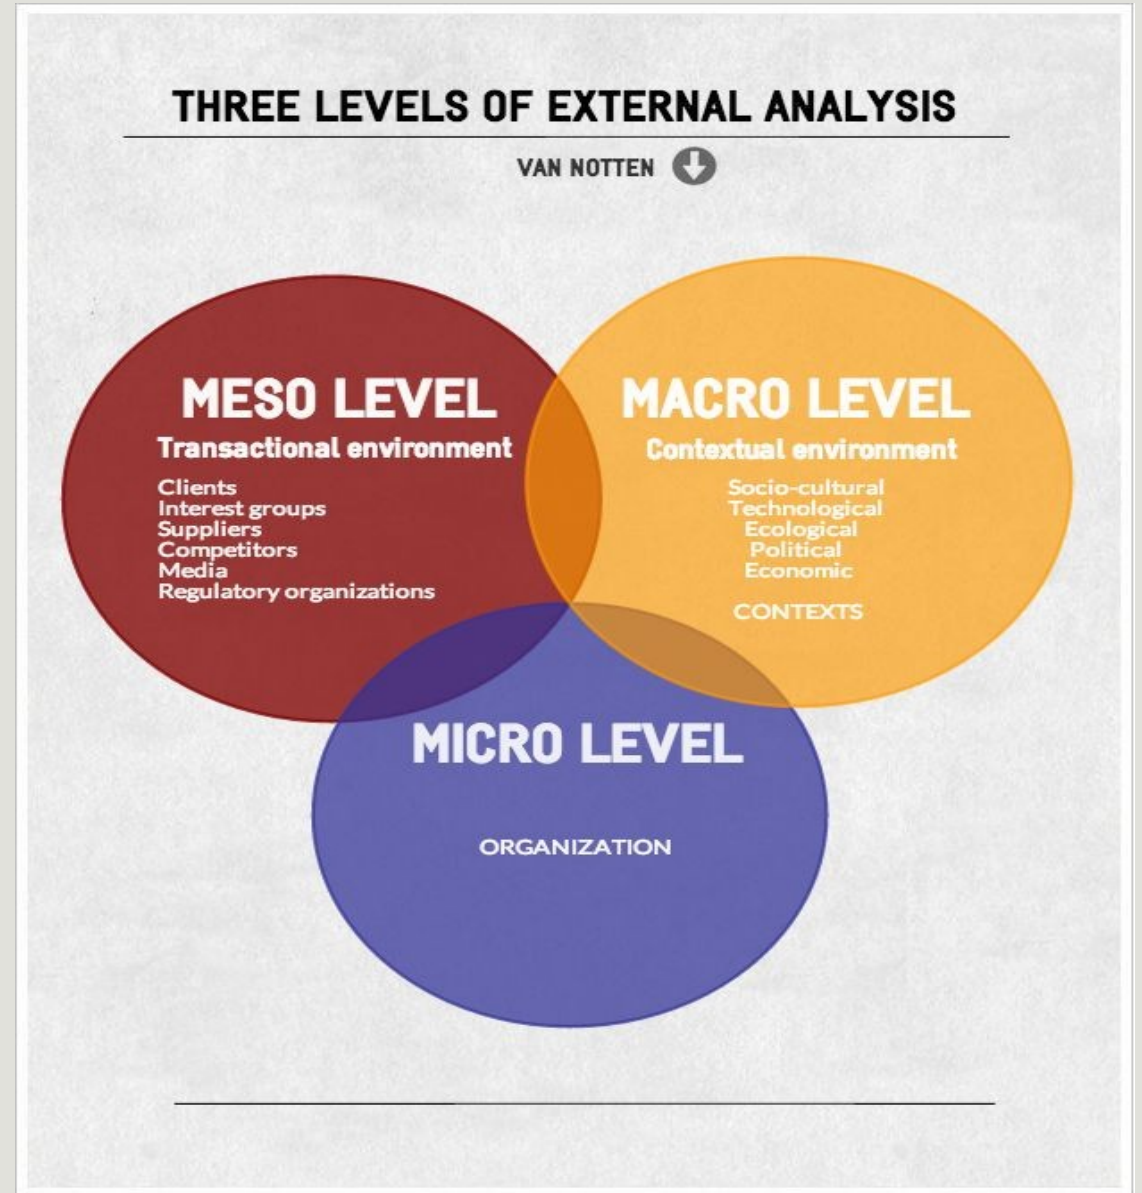 THREE LEVELS OF EXTERNAL ANALYSIS
VAN NOTTEN
MESO LEVEL
Transactional environment
Clients
Interest groups
Suppliers
Competitors
Media
Regulatory organizations
MACRO LEVEL
Contextual environment
Socio-cultural
Technological
Ecological
Political
Economic
CONTEXTS
MICRO LEVEL
ORGANIZATION